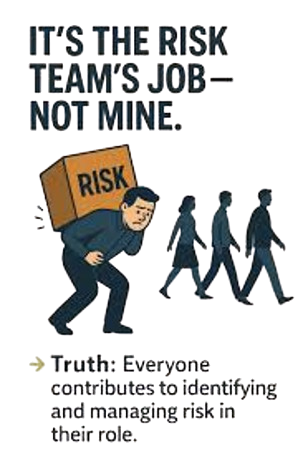 IT'S THE RISK
TEAM'S JOB—
NOT MINE.
RISK
→ Truth: Everyone
contributes to identifying
and managing risk in
their role.